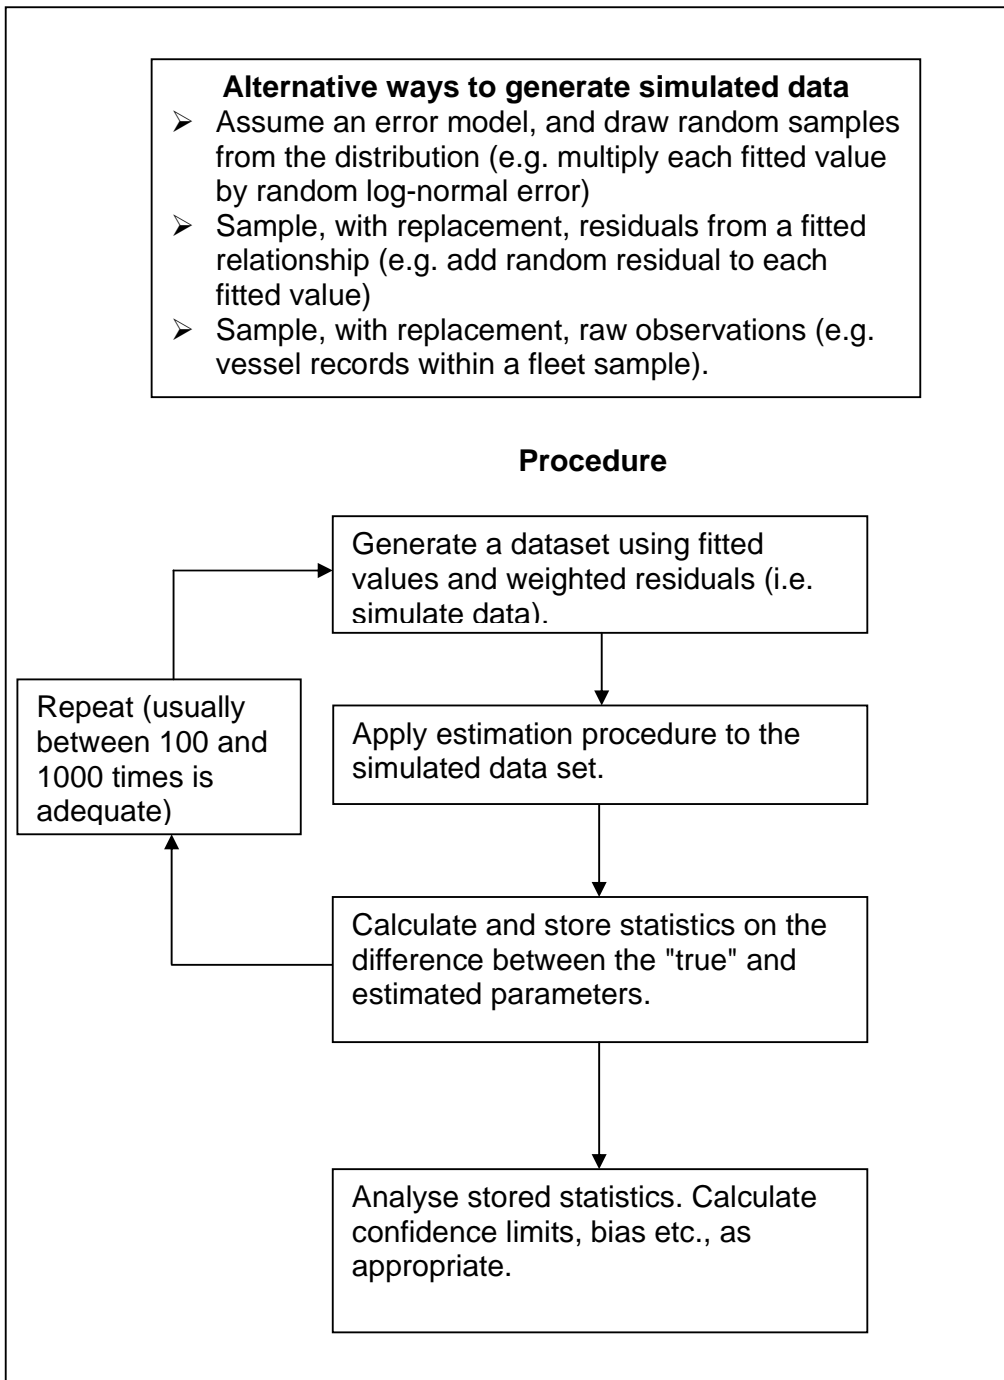 Alternative ways to generate simulated data
➢ Assume an error model, and draw random samples
from the distribution (e.g. multiply each fitted value
by random log-normal error)
➢ Sample, with replacement, residuals from a fitted
relationship (e.g. add random residual to each
fitted value)
➢ Sample, with replacement, raw observations (e.g.
vessel records within a fleet sample).
Procedure
Generate a dataset using fitted
values and weighted residuals (i.e.
simulate data).
Repeat (usually
between 100 and
1000 times is
adequate)
Apply estimation procedure to the
simulated data set.
Calculate and store statistics on the
difference between the "true" and
estimated parameters.
Analyse stored statistics. Calculate
confidence limits, bias etc., as
appropriate.